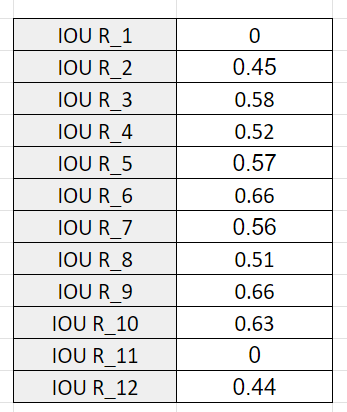 IOU R_1 0
IOU R_2 0.45
IOU R_3 0.58
IOU R_4 0.52
IOU R_5 0.57
IOU R_6 0.66
IOU R_7 0.56
IOU R_8 0.51
IOU R_9 0.66
IOU R_10 0.63
IOU R_11 0
IOU R_12 0.44